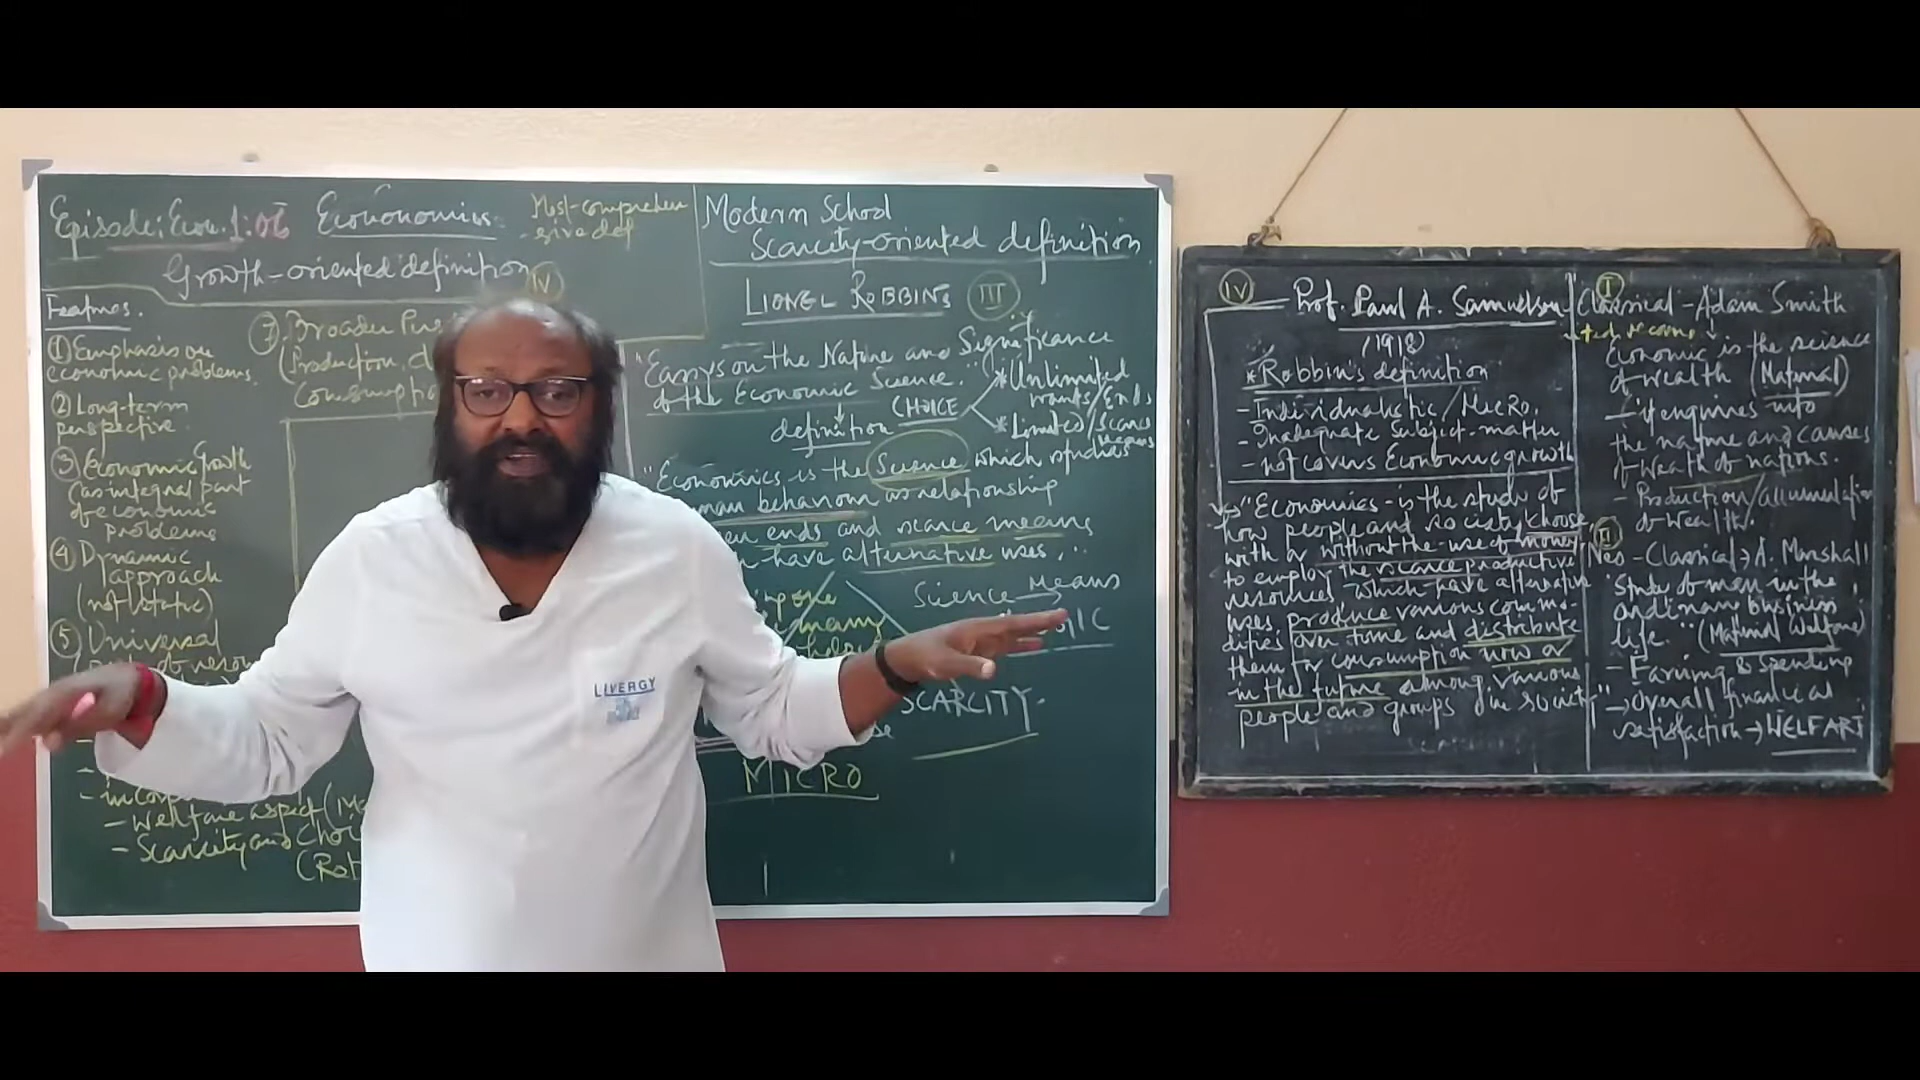 Episode: Econ. 1:06 Economics
Most-comprehen
-sive def
Growth-oriented definition
IV
Features.
① Emphasis on
economic problems.
② Long-term
perspective
③ Economic Growth
(as integral part
of economic
problems
④ Dynamic
approach
(not static)
⑤ Universal
⑦ Broader
(Production,
Consumption
- welfare aspect
- Scarcity and
Modern School
Scarcity-oriented definition
LIONEL ROBBINS III
"Essays on the Nature and Significance
of the Economic Science."
CHOICE
* Unlimited
wants/Ends
* Limited/Scarce
means
definition
"Economics is the Science which studies
behaviour as relationship
ends and scarce means
have alternative uses."
Science Means
SCARCITY.
MICRO
LIVERGY
IV Prof. Paul A. Samuelson
(1918)
* Robbin's definition
- Individualistic/MICRO.
- Inadequate Subject-matter
- not covers Economic growth
"Economics is the study of
how people and society choose,
with or without the use of money,
to employ the scarce productive
resources which have alternative
uses produce various commo-
dities over time and distribute
them for consumption now or
in the future among various
people and groups in society"
I
Classical - Adam Smith
Economic is the science
of wealth (Material)
- it enquires into
the nature and causes
of wealth of nations.
- Production/accumulation
of wealth.
II
Neo-Classical → A. Marshall
"Study of man in the
ordinary business
life." (Material Welfare)
- Earning & Spending
- Overall financial
satisfaction → WELFARE